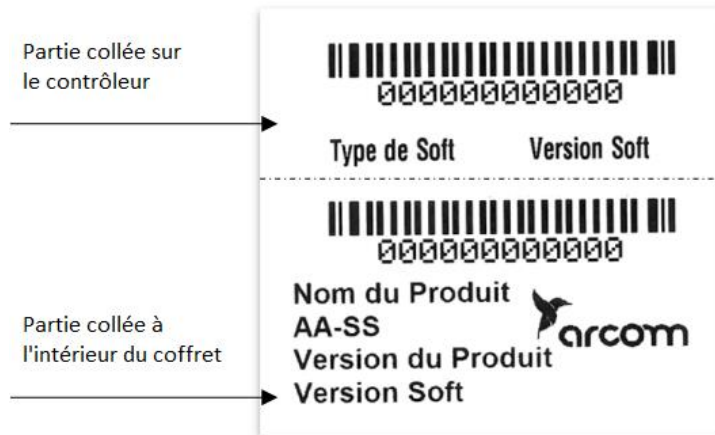 Partie collée sur
le contrôleur
000000000000
Type de Soft Version Soft
000000000000
Nom du Produit
AA-SS
arcom
Version du Produit
Partie collée à
l'intérieur du coffret
Version Soft